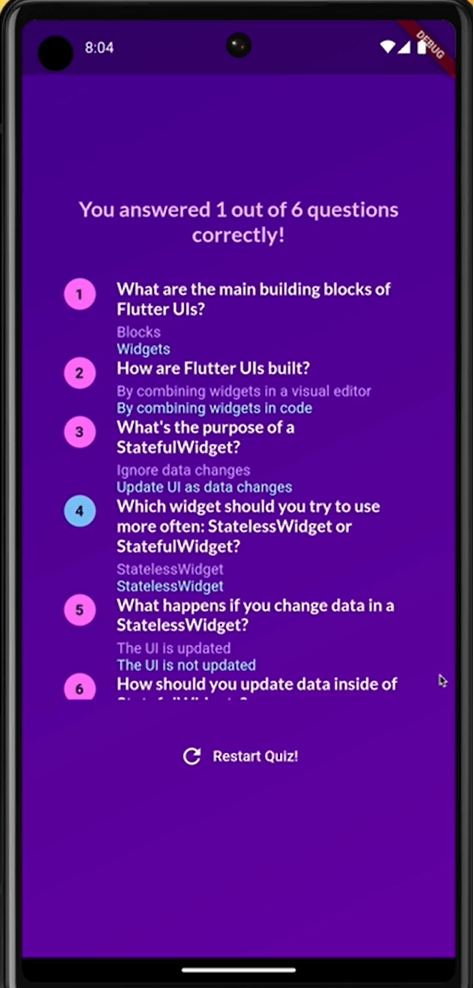 8:04
DEBUG
You answered 1 out of 6 questions
correctly!
1
What are the main building blocks of
Flutter UIs?
Blocks
Widgets
2
How are Flutter UIs built?
By combining widgets in a visual editor
By combining widgets in code
3
What's the purpose of a
StatefulWidget?
Ignore data changes
Update UI as data changes
4
Which widget should you try to use
more often: StatelessWidget or
StatefulWidget?
StatelessWidget
StatelessWidget
5
What happens if you change data in a
StatelessWidget?
The UI is updated
The UI is not updated
6
How should you update data inside of
Restart Quiz!